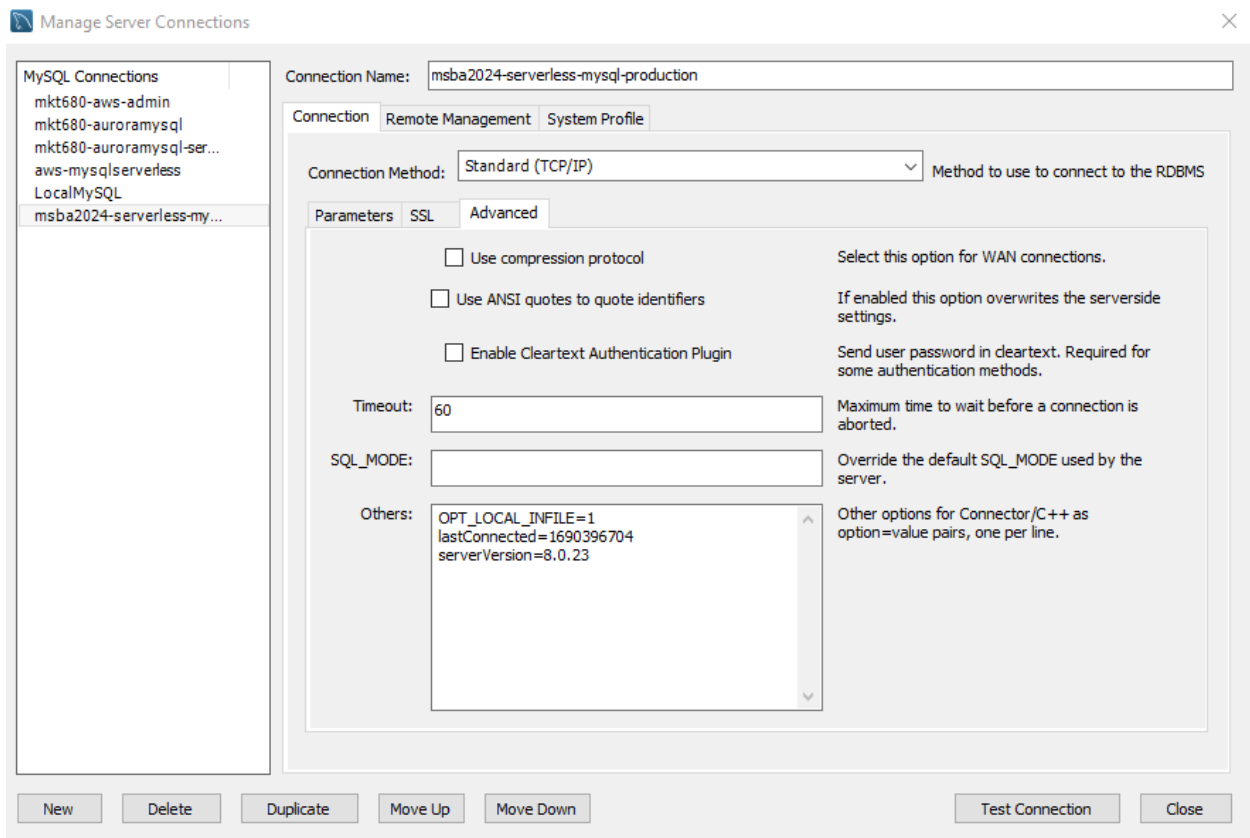 Manage Server Connections
MySQL Connections
mkt680-aws-admin
mkt680-auroramysql
mkt680-auroramysql-ser...
aws-mysqlserverless
LocalMySQL
msba2024-serverless-my...
Connection Name: msba2024-serverless-mysql-production
Connection Remote Management System Profile
Connection Method: Standard (TCP/IP) Method to use to connect to the RDBMS
Parameters SSL Advanced
Use compression protocol Select this option for WAN connections.
Use ANSI quotes to quote identifiers If enabled this option overwrites the serverside
settings.
Enable Cleartext Authentication Plugin Send user password in cleartext. Required for
some authentication methods.
Timeout: 60 Maximum time to wait before a connection is
aborted.
SQL_MODE: Override the default SQL_MODE used by the
server.
Others: OPT_LOCAL_INFILE=1 Other options for Connector/C++ as
lastConnected=1690396704 option=value pairs, one per line.
serverVersion=8.0.23
New Delete Duplicate Move Up Move Down Test Connection Close